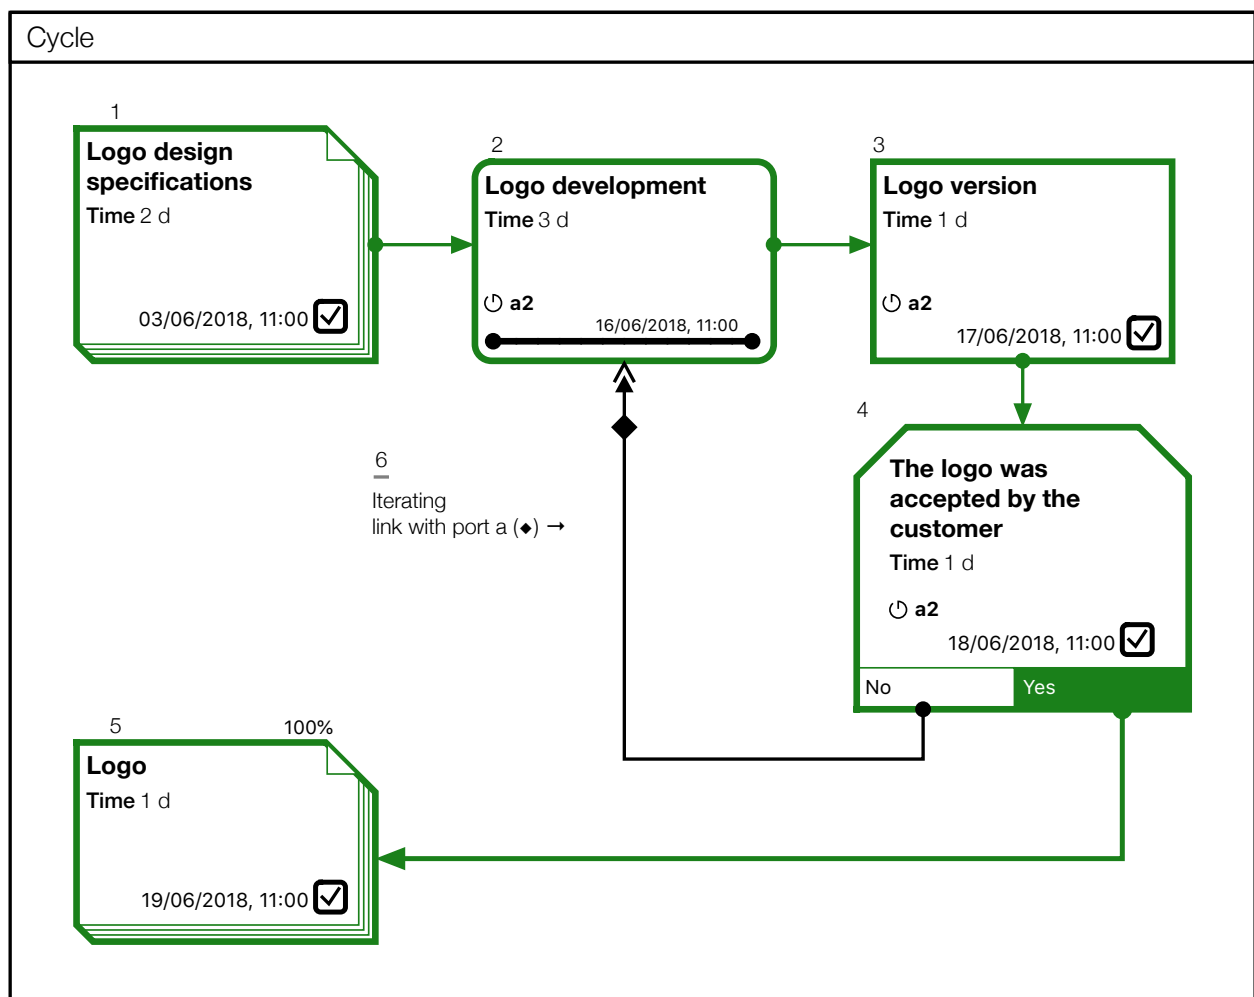 Cycle
1
Logo design
specifications
Time 2 d
03/06/2018, 11:00
2
Logo development
Time 3 d
a2
16/06/2018, 11:00
3
Logo version
Time 1 d
a2
17/06/2018, 11:00
4
The logo was
accepted by the
customer
Time 1 d
a2
18/06/2018, 11:00
No
Yes
6
Iterating
link with port a (◆) →
5
100%
Logo
Time 1 d
19/06/2018, 11:00